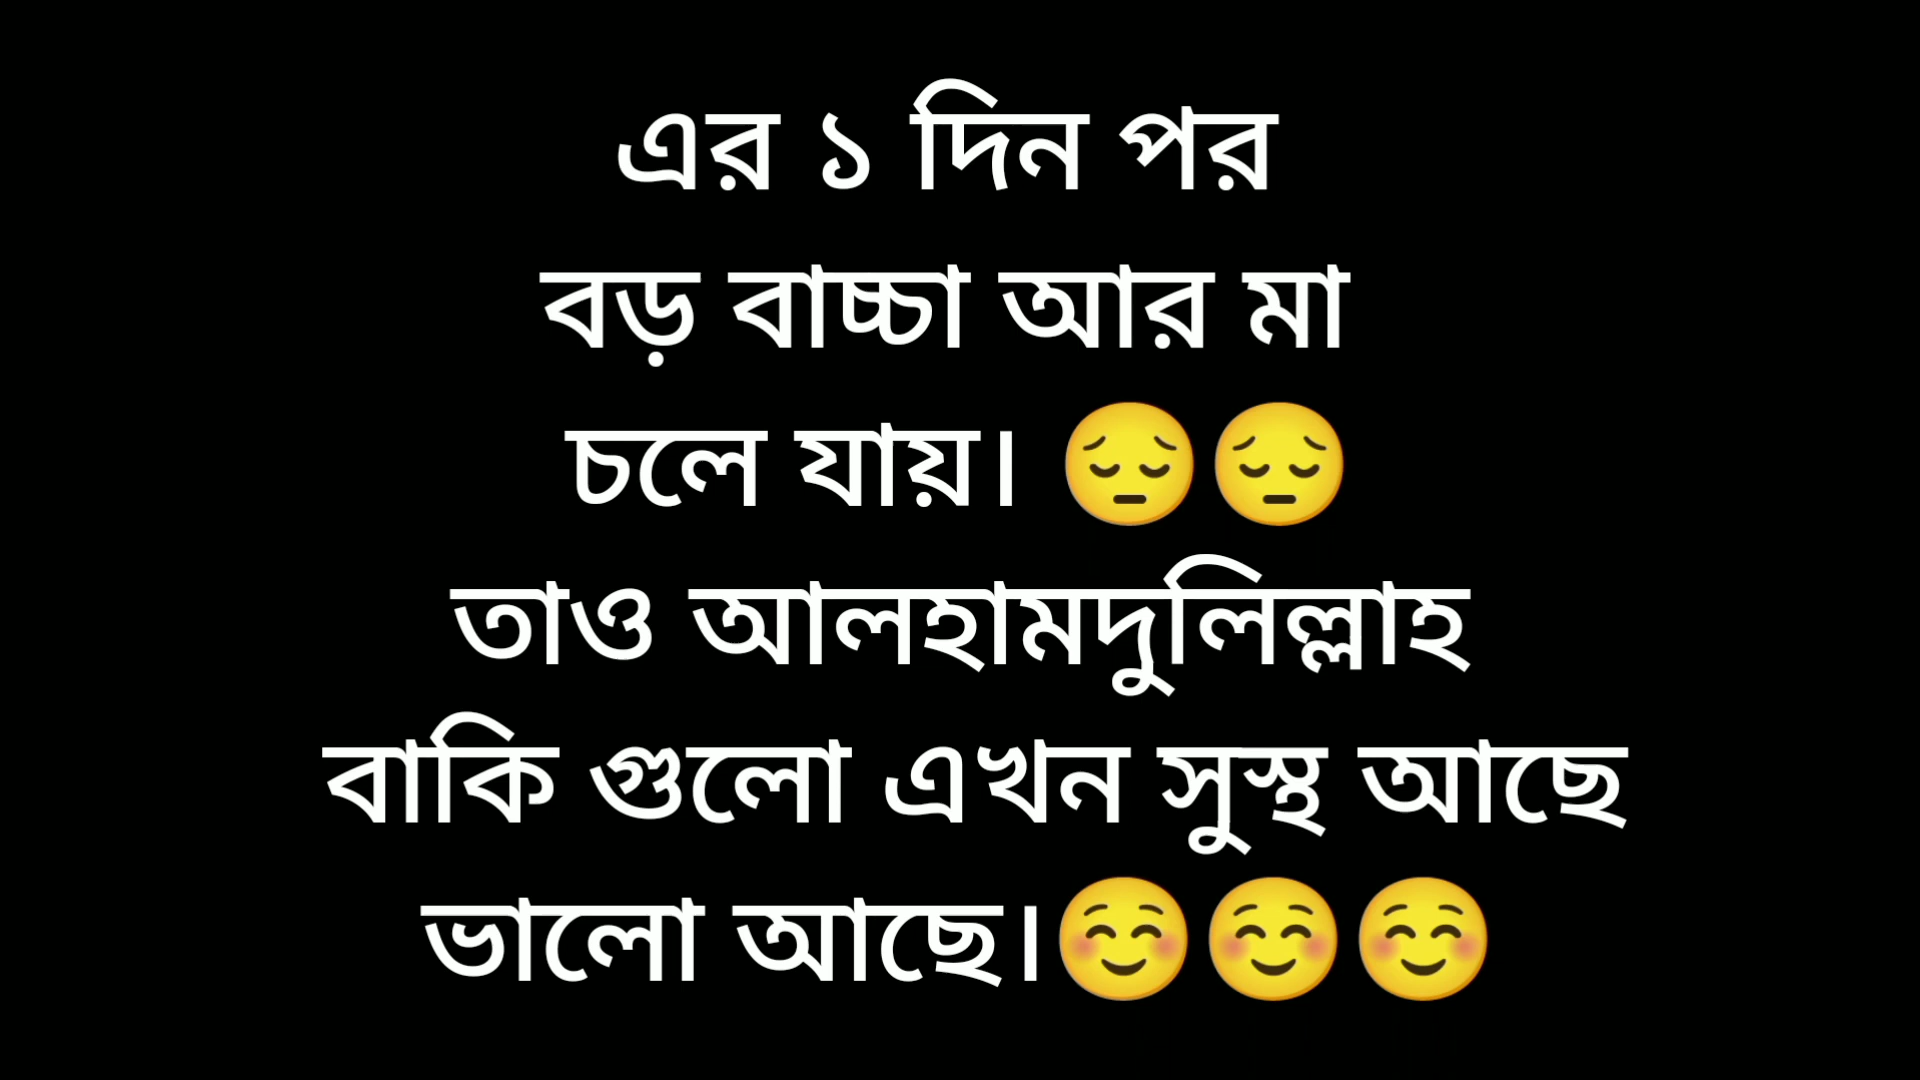 এর ১ দিন পর
বড় বাচ্চা আর মা
চলে যায়। 😔😔
তাও আলহামদুলিল্লাহ
বাকি গুলো এখন সুস্থ আছে
ভালো আছে।☺️☺️☺️